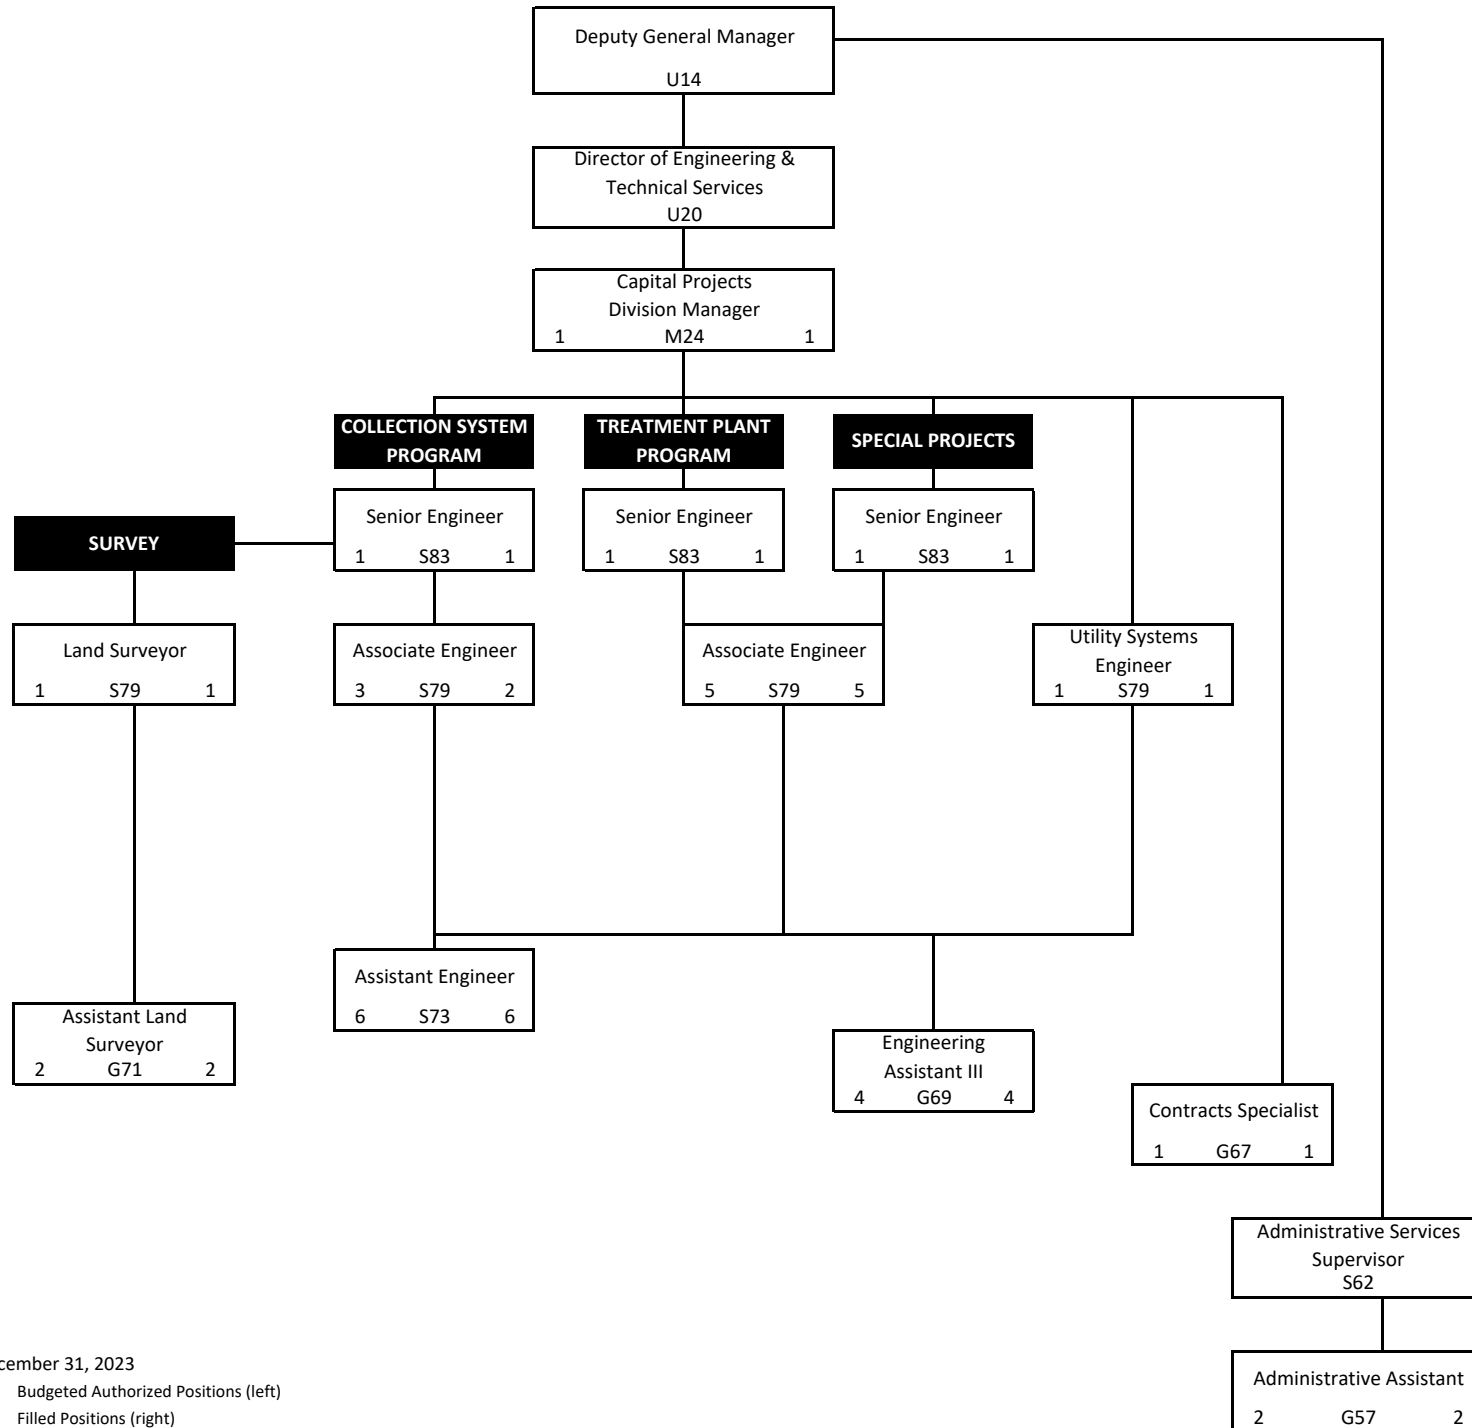 Deputy General Manager
U14
Director of Engineering &
Technical Services
U20
Capital Projects
Division Manager
1 M24 1
COLLECTION SYSTEM
PROGRAM
TREATMENT PLANT
PROGRAM
SPECIAL PROJECTS
SURVEY
Senior Engineer
1 S83 1
Senior Engineer
1 S83 1
Senior Engineer
1 S83 1
Land Surveyor
1 S79 1
Associate Engineer
3 S79 2
Associate Engineer
5 S79 5
Utility Systems
Engineer
1 S79 1
Assistant Engineer
6 S73 6
Assistant Land
Surveyor
2 G71 2
Engineering
Assistant III
4 G69 4
Contracts Specialist
1 G67 1
Administrative Services
Supervisor
S62
Administrative Assistant
2 G57 2
cember 31, 2023
Budgeted Authorized Positions (left)
Filled Positions (right)